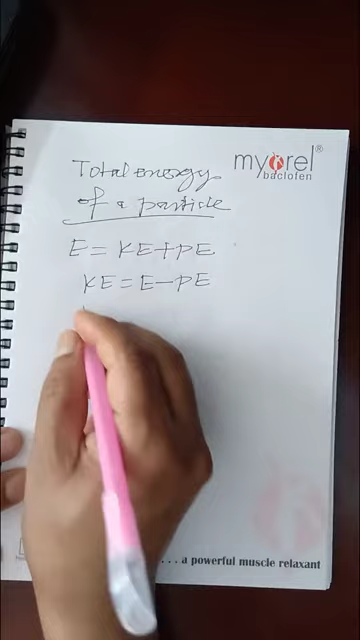 Total energy
of a particle
myorel®
baclofen
E = KE+PE
KE = E-PE
....a powerful muscle relaxant